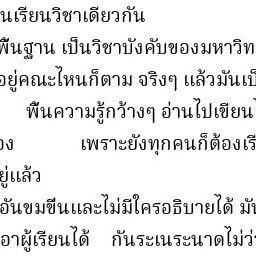 นเรียนวิชาเดียวกัน
พื้นฐาน เป็นวิชาบังคับของมหาวิท
อยู่คณะไหนก็ตาม จริงๆ แล้วมันเป็
พื้นความรู้กว้างๆ อ่านไปเขียน
อง เพราะยังทุกคนก็ต้องเรี
ยู่แล้ว
อันขมขืนและไม่มีใครอธิบายได้ มั
อาผู้เรียนได้ กันระเนระนาดไม่ว่